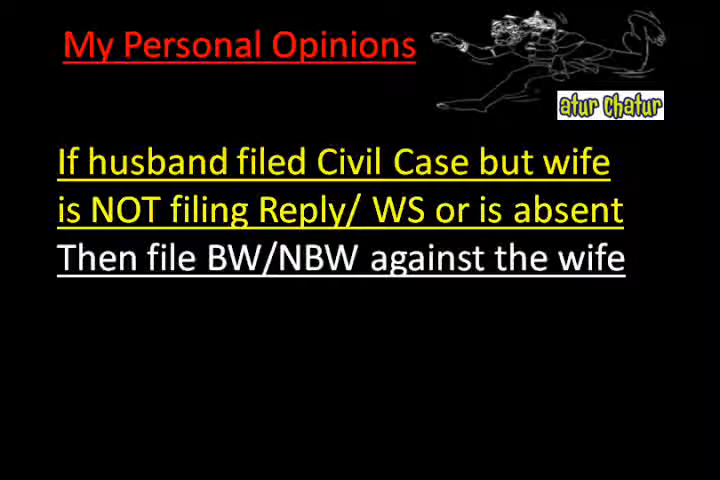 My Personal Opinions
atur chatur
If husband filed Civil Case but wife
is NOT filing Reply/ WS or is absent
Then file BW/NBW against the wife